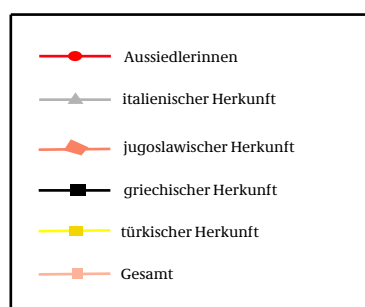 Aussiedlerinnen
italienischer Herkunft
jugoslawischer Herkunft
griechischer Herkunft
türkischer Herkunft
Gesamt